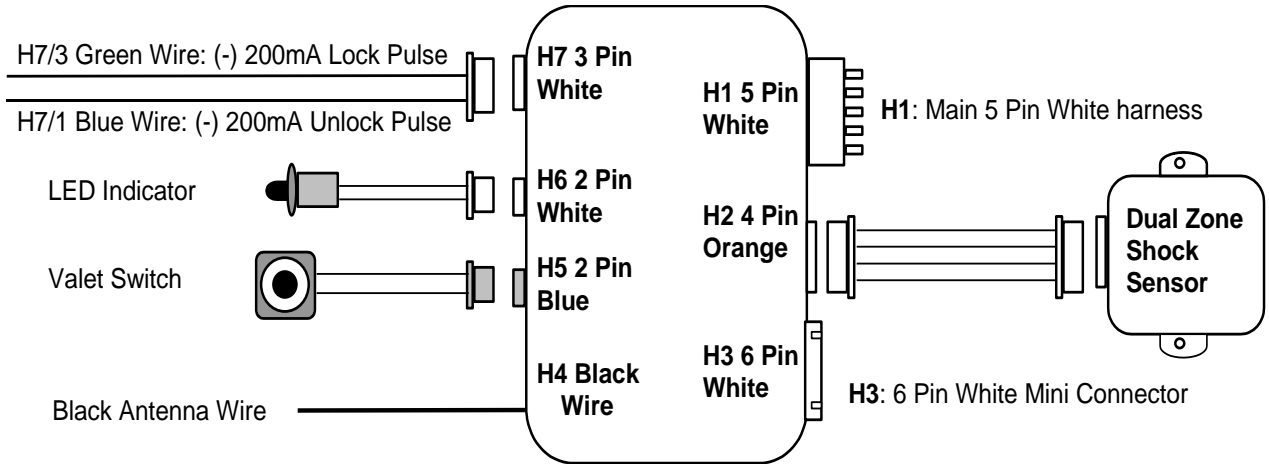 H7/3 Green Wire: (-) 200mA Lock Pulse
H7/1 Blue Wire: (-) 200mA Unlock Pulse
LED Indicator
Valet Switch
Black Antenna Wire
H7 3 Pin
White
H6 2 Pin
White
H5 2 Pin
Blue
H4 Black
Wire
H1 5 Pin
White
H2 4 Pin
Orange
H3 6 Pin
White
H1: Main 5 Pin White harness
Dual Zone
Shock
Sensor
H3: 6 Pin White Mini Connector